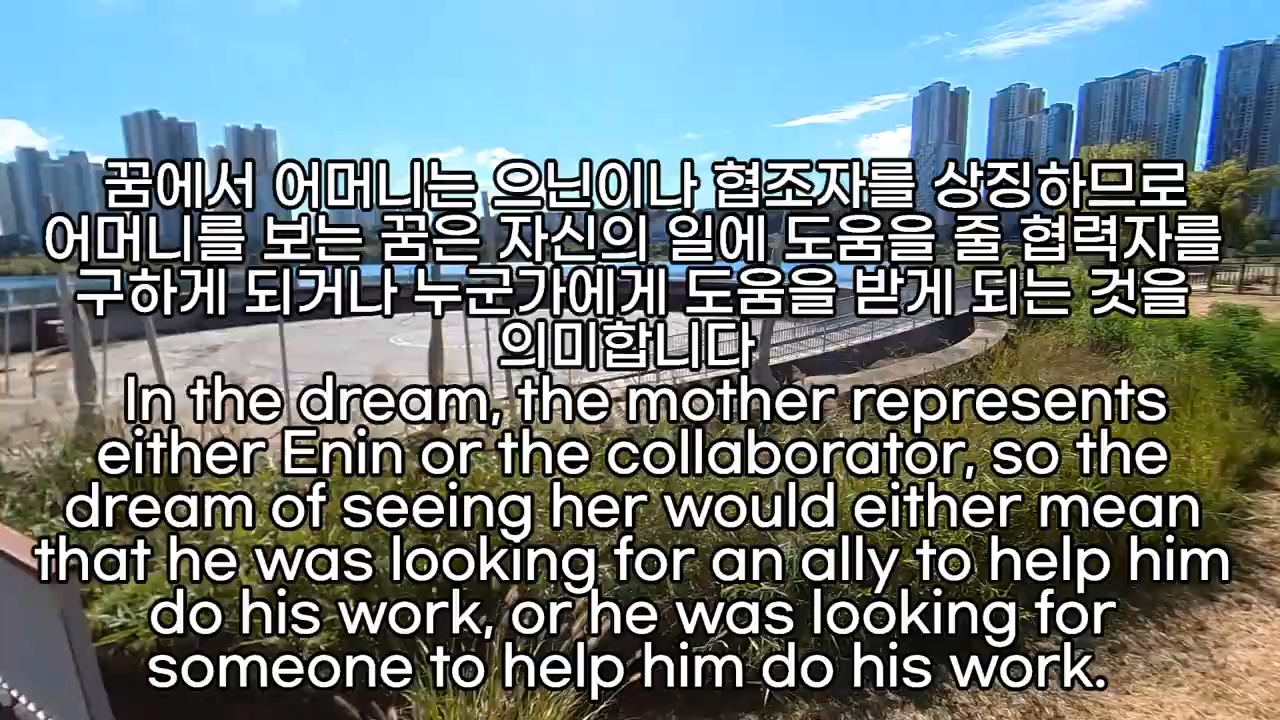 꿈에서 어머니는 으닌이나 협조자를 상징하므로
어머니를 보는 꿈은 자신의 일에 도움을 줄 협력자를
구하게 되거나 누군가에게 도움을 받게 되는 것을
의미합니다
In the dream, the mother represents
either Enin or the collaborator, so the
dream of seeing her would either mean
that he was looking for an ally to help him
do his work, or he was looking for
someone to help him do his work.